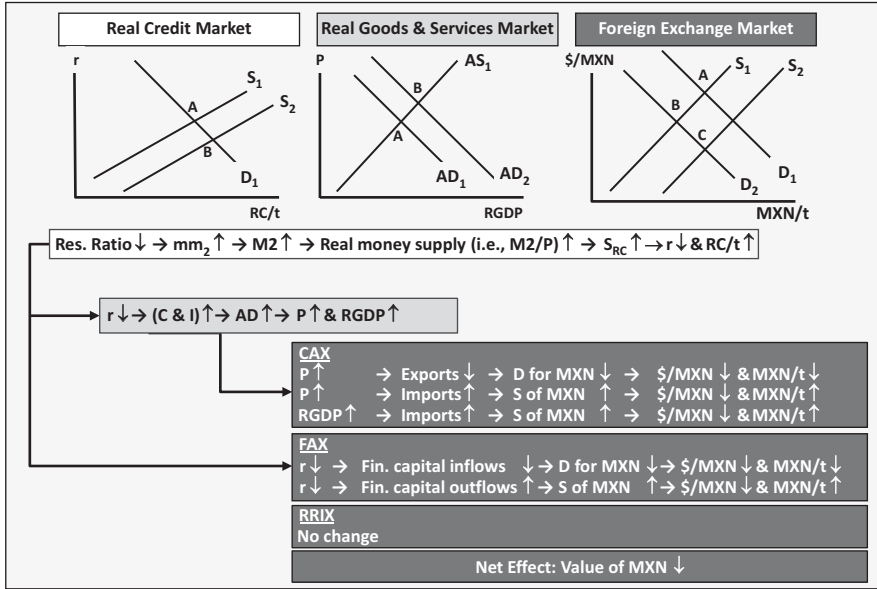 Real Credit Market
Real Goods & Services Market
Foreign Exchange Market
r
S₁
S₂
A
B
D₁
RC/t
P
AS₁
B
A
AD₁
AD₂
RGDP
$/MXN
S₁
S₂
A
B
C
D₂
D₁
MXN/t
Res. Ratio ↓ → mm₂ ↑ → M2 ↑ → Real money supply (i.e., M2/P) ↑ → S_RC ↑ → r ↓ & RC/t ↑
r ↓ → (C & I) ↑ → AD ↑ → P ↑ & RGDP ↑
CAX
P ↑ → Exports ↓ → D for MXN ↓ → $/MXN ↓ & MXN/t ↓
P ↑ → Imports ↑ → S of MXN ↑ → $/MXN ↓ & MXN/t ↑
RGDP ↑ → Imports ↑ → S of MXN ↑ → $/MXN ↓ & MXN/t ↑
FAX
r ↓ → Fin. capital inflows ↓ → D for MXN ↓ → $/MXN ↓ & MXN/t ↓
r ↓ → Fin. capital outflows ↑ → S of MXN ↑ → $/MXN ↓ & MXN/t ↑
RRIX
No change
Net Effect: Value of MXN ↓